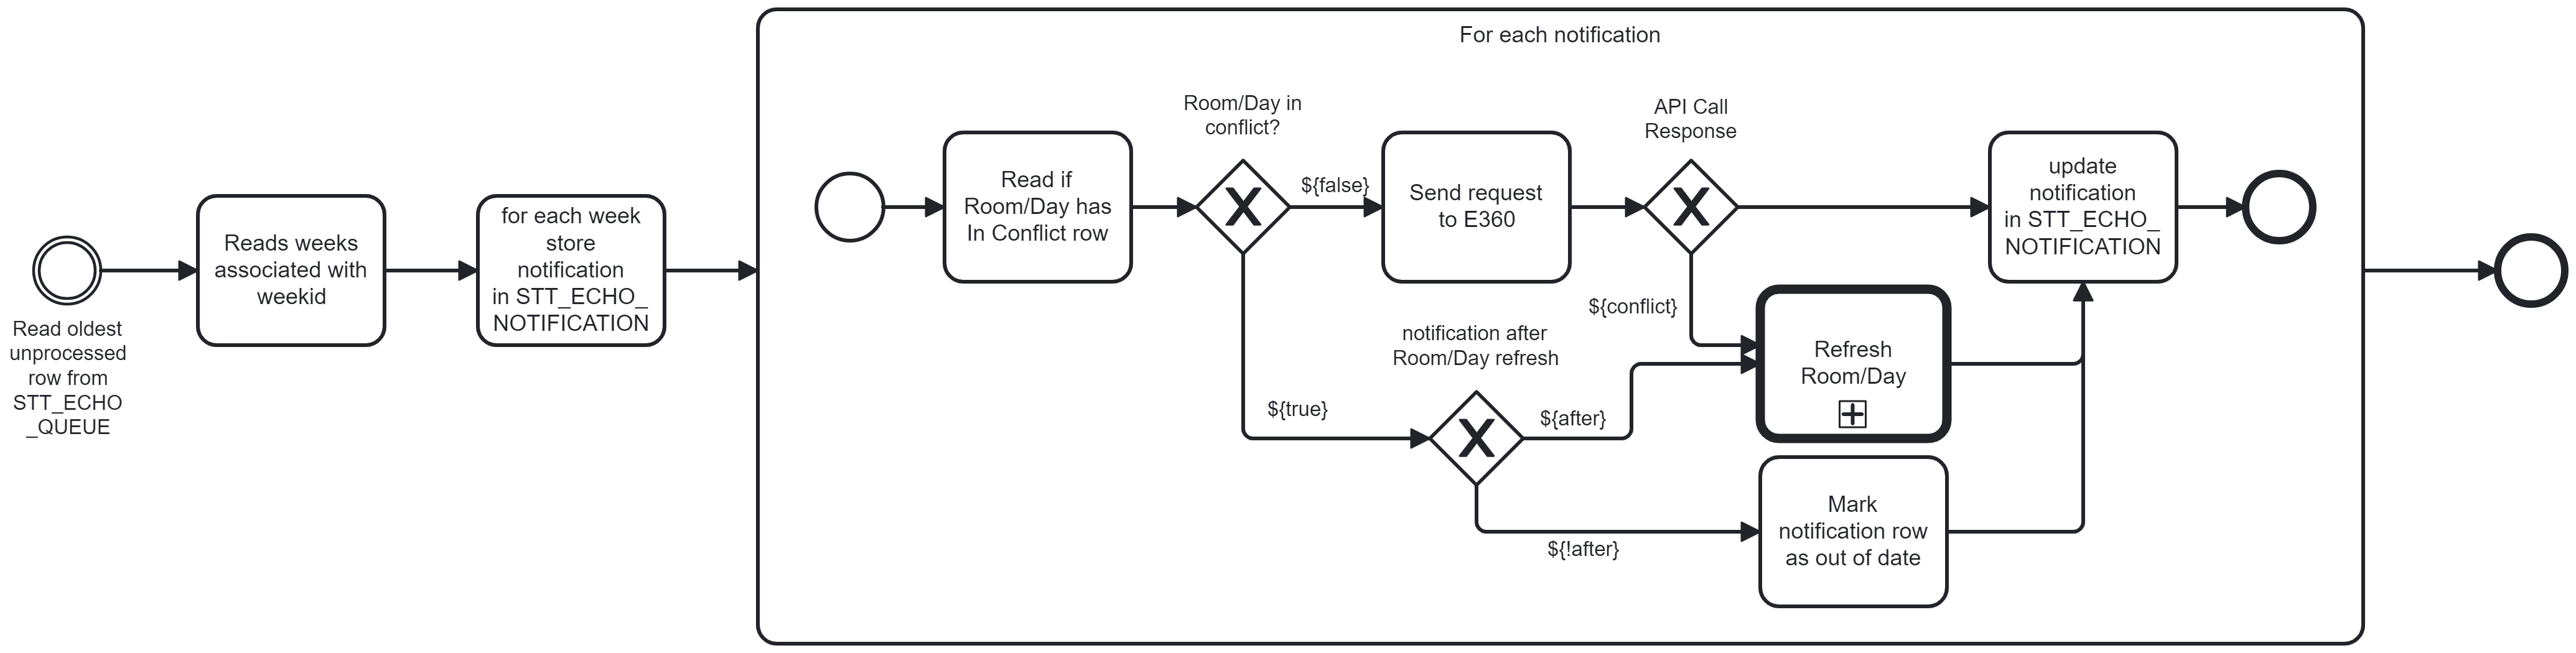 For each notification
Read oldest
unprocessed
row from
STT_ECHO
_QUEUE
Reads weeks
associated with
weekid
for each week
store
notification
in STT_ECHO_
NOTIFICATION
Read if
Room/Day has
In Conflict row
Room/Day in
conflict?
${false}
${true}
Send request
to E360
API Call
Response
${conflict}
notification after
Room/Day refresh
${after}
${!after}
Refresh
Room/Day
Mark
notification row
as out of date
update
notification
in STT_ECHO_
NOTIFICATION